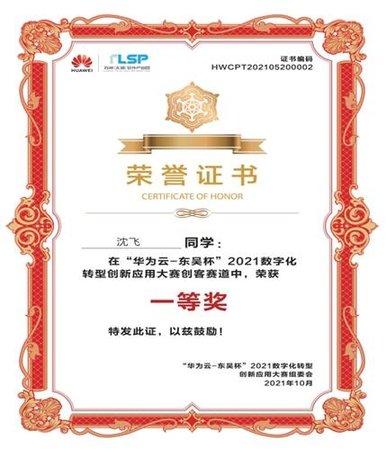 证书编码
HWCPT202105200002
HUAWEI
LSP
荣誉证书
CERTIFICATE OF HONOR
沈飞 同学：
在“华为云-东吴杯”2021数字化
转型创新应用大赛创客赛道中，荣获
一等奖
特发此证，以兹鼓励！
“华为云-东吴杯”2021数字化转型
创新应用大赛组委会
2021年10月